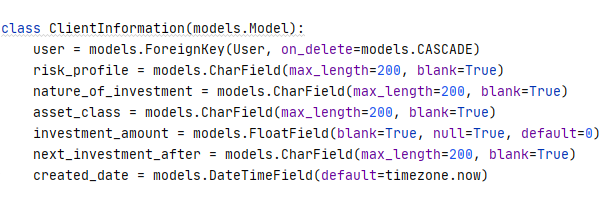 class ClientInformation(models.Model):
    user = models.ForeignKey(User, on_delete=models.CASCADE)
    risk_profile = models.CharField(max_length=200, blank=True)
    nature_of_investment = models.CharField(max_length=200, blank=True)
    asset_class = models.CharField(max_length=200, blank=True)
    investment_amount = models.FloatField(blank=True, null=True, default=0)
    next_investment_after = models.CharField(max_length=200, blank=True)
    created_date = models.DateTimeField(default=timezone.now)